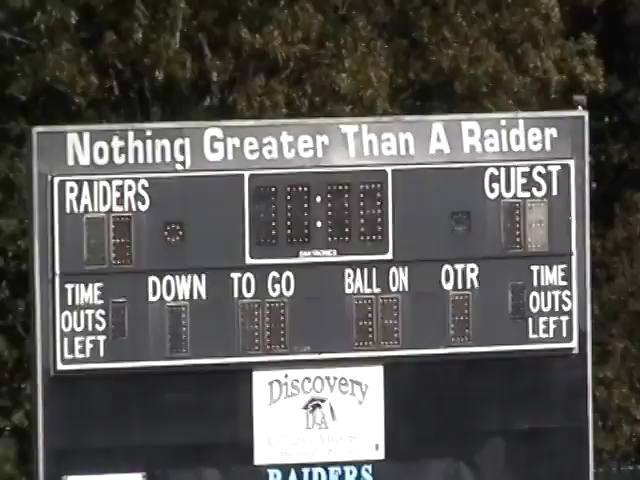 Nothing Greater Than A Raider
RAIDERS
GUEST
DAKTRONICS
TIME OUTS LEFT
DOWN
TO GO
BALL ON
QTR
TIME OUTS LEFT
Discovery
RAIDERS